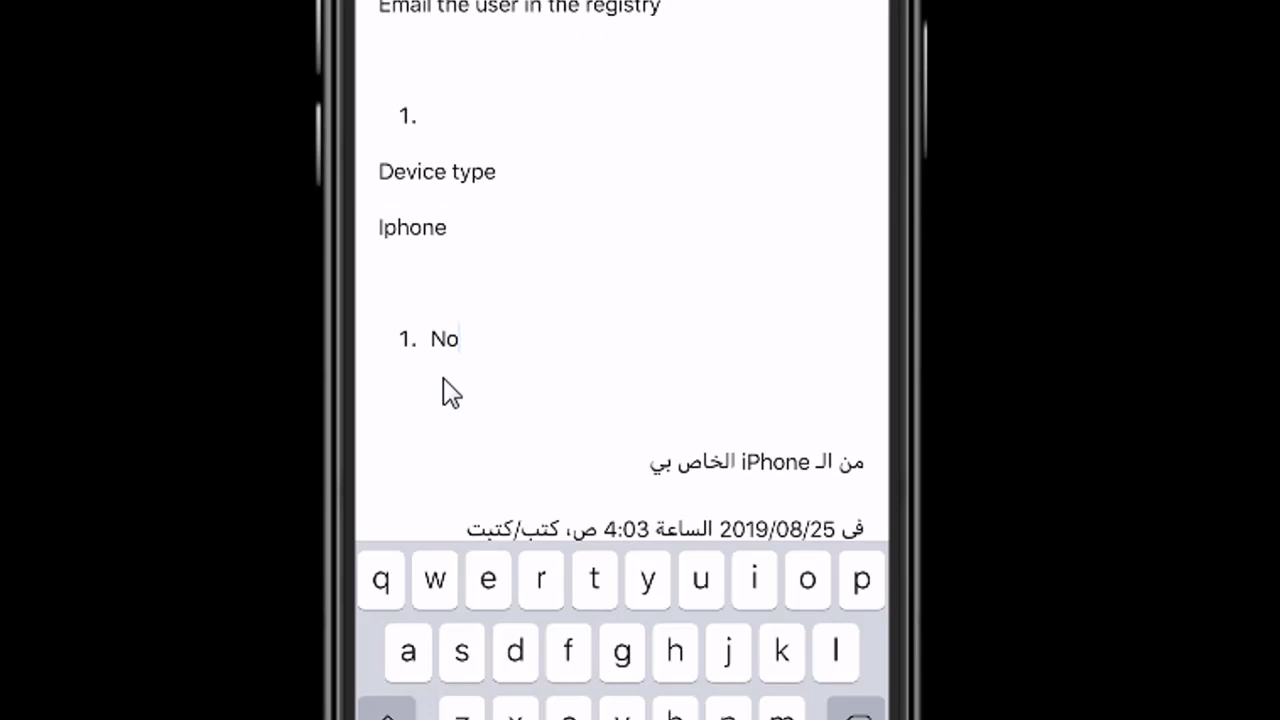 Email the user in the registry
1.
Device type
Iphone
1. No
من الـ iPhone الخاص بي
في 2019/08/25 الساعة 4:03 ص، كتب/كتبت
q w e r t y u i o p
a s d f g h j k l
z x c v b n m